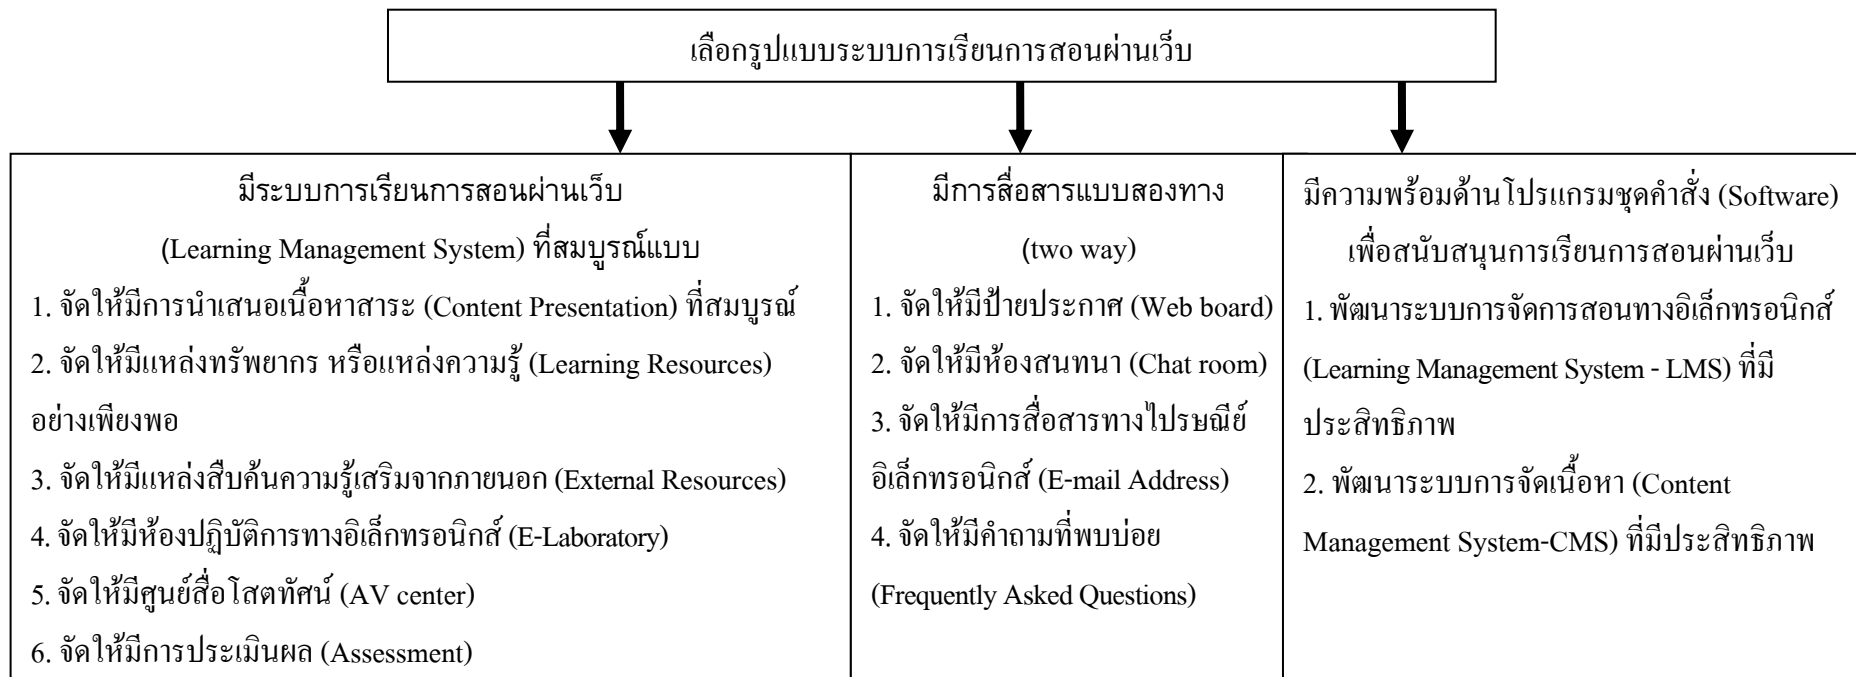 เลือกรูปแบบระบบการเรียนการสอนผ่านเว็บ
มีระบบการเรียนการสอนผ่านเว็บ
(Learning Management System) ที่สมบูรณ์แบบ
1. จัดให้มีการนำเสนอเนื้อหาสาระ (Content Presentation) ที่สมบูรณ์
2. จัดให้มีแหล่งทรัพยากร หรือแหล่งความรู้ (Learning Resources)
อย่างเพียงพอ
3. จัดให้มีแหล่งสืบค้นความรู้เสริมจากภายนอก (External Resources)
4. จัดให้มีห้องปฏิบัติการทางอิเล็กทรอนิกส์ (E-Laboratory)
5. จัดให้มีศูนย์สื่อโสตทัศน์ (AV center)
6. จัดให้มีการประเมินผล (Assessment)
มีการสื่อสารแบบสองทาง
(two way)
1. จัดให้มีป้ายประกาศ (Web board)
2. จัดให้มีห้องสนทนา (Chat room)
3. จัดให้มีการสื่อสารทางไปรษณีย์
อิเล็กทรอนิกส์ (E-mail Address)
4. จัดให้มีคำถามที่พบบ่อย
(Frequently Asked Questions)
มีความพร้อมด้านโปรแกรมชุดคำสั่ง (Software)
เพื่อสนับสนุนการเรียนการสอนผ่านเว็บ
1. พัฒนาระบบการจัดการสอนทางอิเล็กทรอนิกส์
(Learning Management System - LMS) ที่มี
ประสิทธิภาพ
2. พัฒนาระบบการจัดเนื้อหา (Content
Management System-CMS) ที่มีประสิทธิภาพ